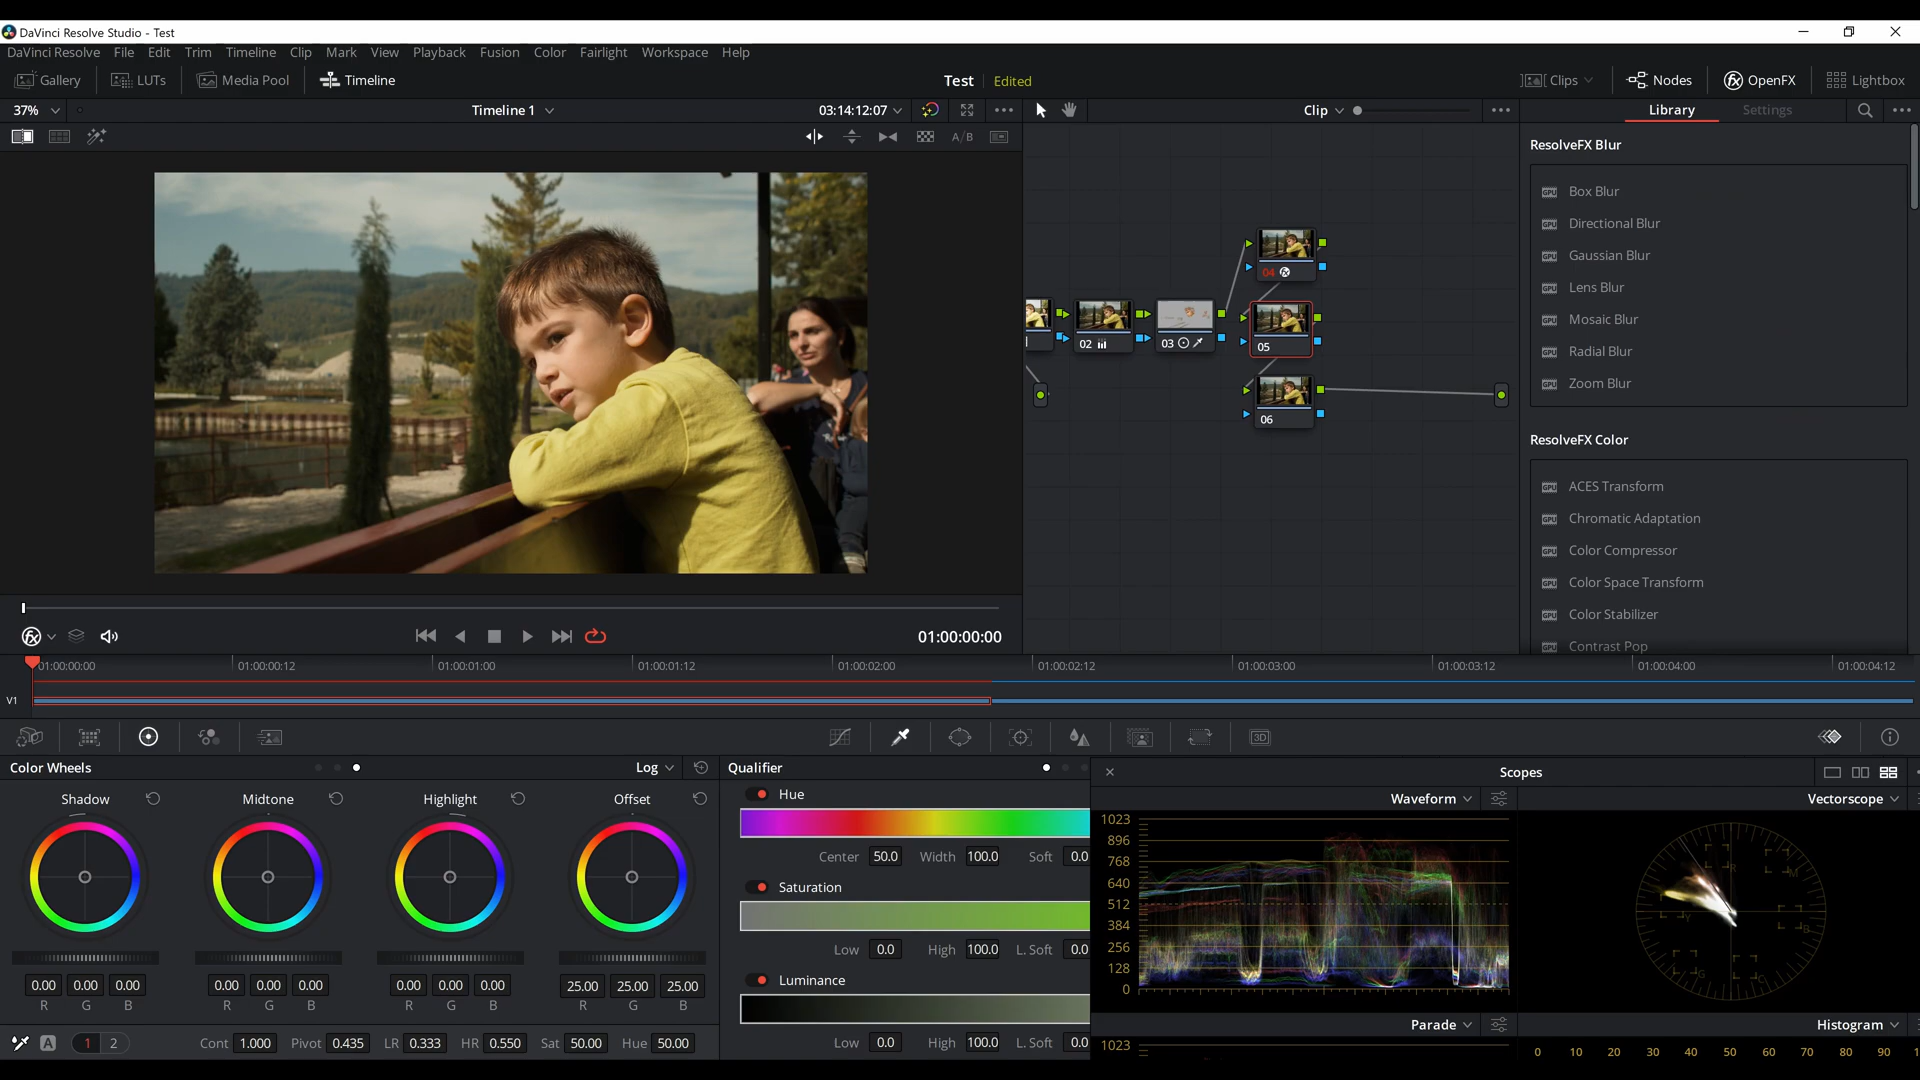 DaVinci Resolve Studio - Test
DaVinci Resolve File Edit Trim Timeline Clip Mark View Playback Fusion Color Fairlight Workspace Help
Gallery LUTs Media Pool Timeline Test Edited Clips Nodes OpenFX Lightbox
37% Timeline 1 03:14:12:07 Clip Library Settings
A/B
ResolveFX Blur
Box Blur
Directional Blur
Gaussian Blur
Lens Blur
Mosaic Blur
Radial Blur
Zoom Blur
04
02 03 05
06
ResolveFX Color
ACES Transform
Chromatic Adaptation
Color Compressor
Color Space Transform
Color Stabilizer
Contrast Pop
01:00:00:00
01:00:00:00 01:00:00:12 01:00:01:00 01:00:01:12 01:00:02:00 01:00:02:12 01:00:03:00 01:00:03:12 01:00:04:00 01:00:04:12
V1
3D
Color Wheels Log Qualifier Scopes
Shadow Midtone Highlight Offset
Hue
Center 50.0 Width 100.0 Soft 0.0
Saturation
Low 0.0 High 100.0 L. Soft 0.0
Luminance
Low 0.0 High 100.0 L. Soft 0.0
0.00 0.00 0.00 0.00 0.00 0.00 0.00 0.00 0.00 25.00 25.00 25.00
R G B R G B R G B R G B
A 1 2 Cont 1.000 Pivot 0.435 LR 0.333 HR 0.550 Sat 50.00 Hue 50.00
Waveform Vectorscope
1023
896
768
640
512
384
256
128
0
R M B C G Y
Parade Histogram
1023
0 10 20 30 40 50 60 70 80 90